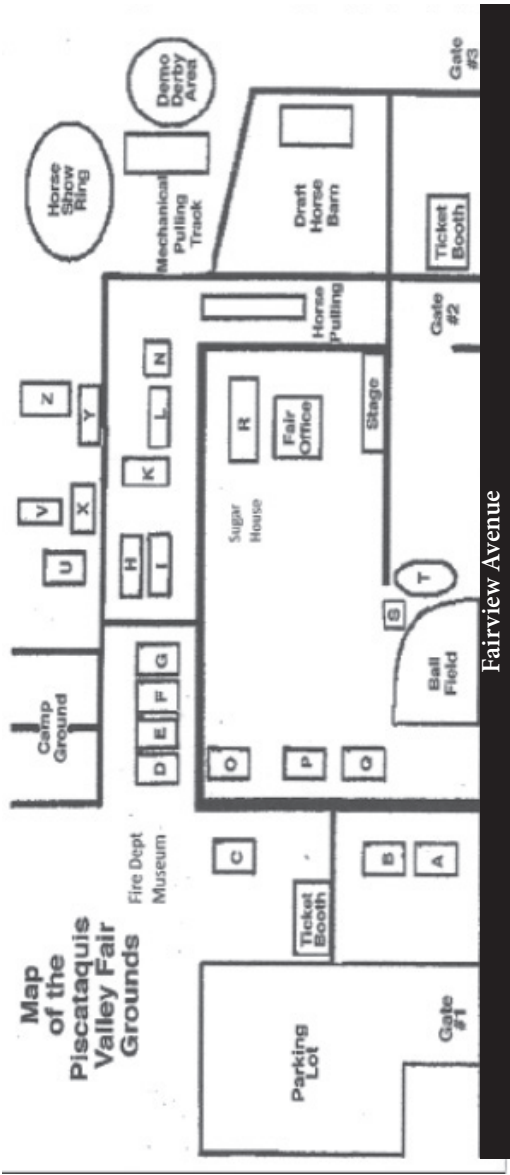 Map
of the
Piscataquis
Valley Fair
Grounds
Camp
Ground
U
V
X
Z
Y
Horse
Show
Ring
Demo
Derby
Area
Mechanical
Pulling
Track
Fire Dept
Museum
D
E
F
G
H
I
K
L
N
C
O
P
Q
Sugar
House
R
Fair
Office
Stage
Horse
Pulling
Draft
Horse
Barn
Parking
Lot
Ticket
Booth
B
A
Gate
#1
Ball
Field
S
T
Gate
#2
Ticket
Booth
Gate
#3
Fairview Avenue